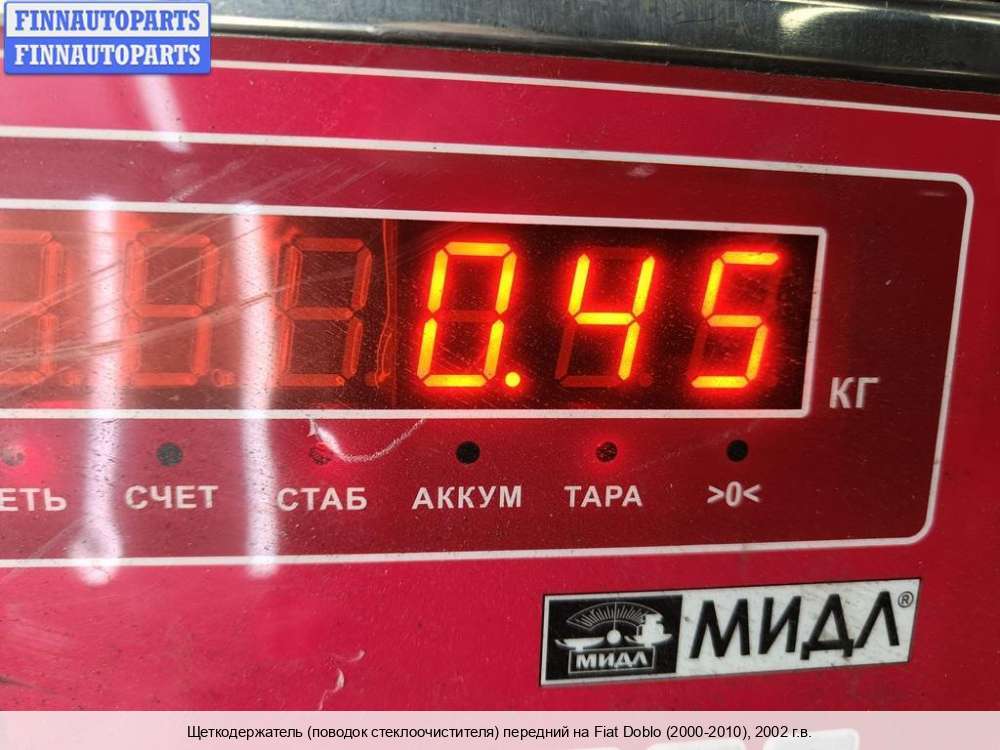 FINNAUTOPARTS
FINNAUTOPARTS
0.45
КГ
СЧЕТ СТАБ АККУМ ТАРА >0<
МИДЛ
МИДЛ®
Щеткодержатель (поводок стеклоочистителя) передний на Fiat Doblo (2000-2010), 2002 г.в.